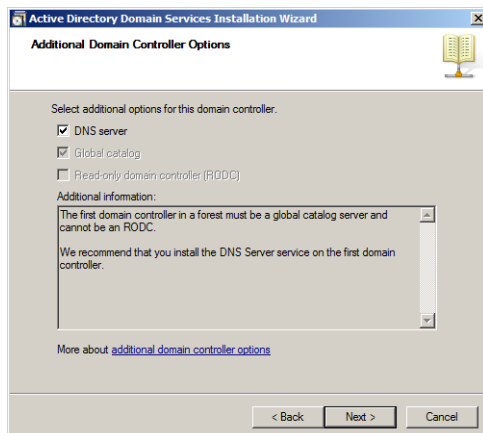 Active Directory Domain Services Installation Wizard
Additional Domain Controller Options
Select additional options for this domain controller.
DNS server
Global catalog
Read-only domain controller (RODC)
Additional information:
The first domain controller in a forest must be a global catalog server and
cannot be an RODC.
We recommend that you install the DNS Server service on the first domain
controller.
More about additional domain controller options
< Back Next > Cancel